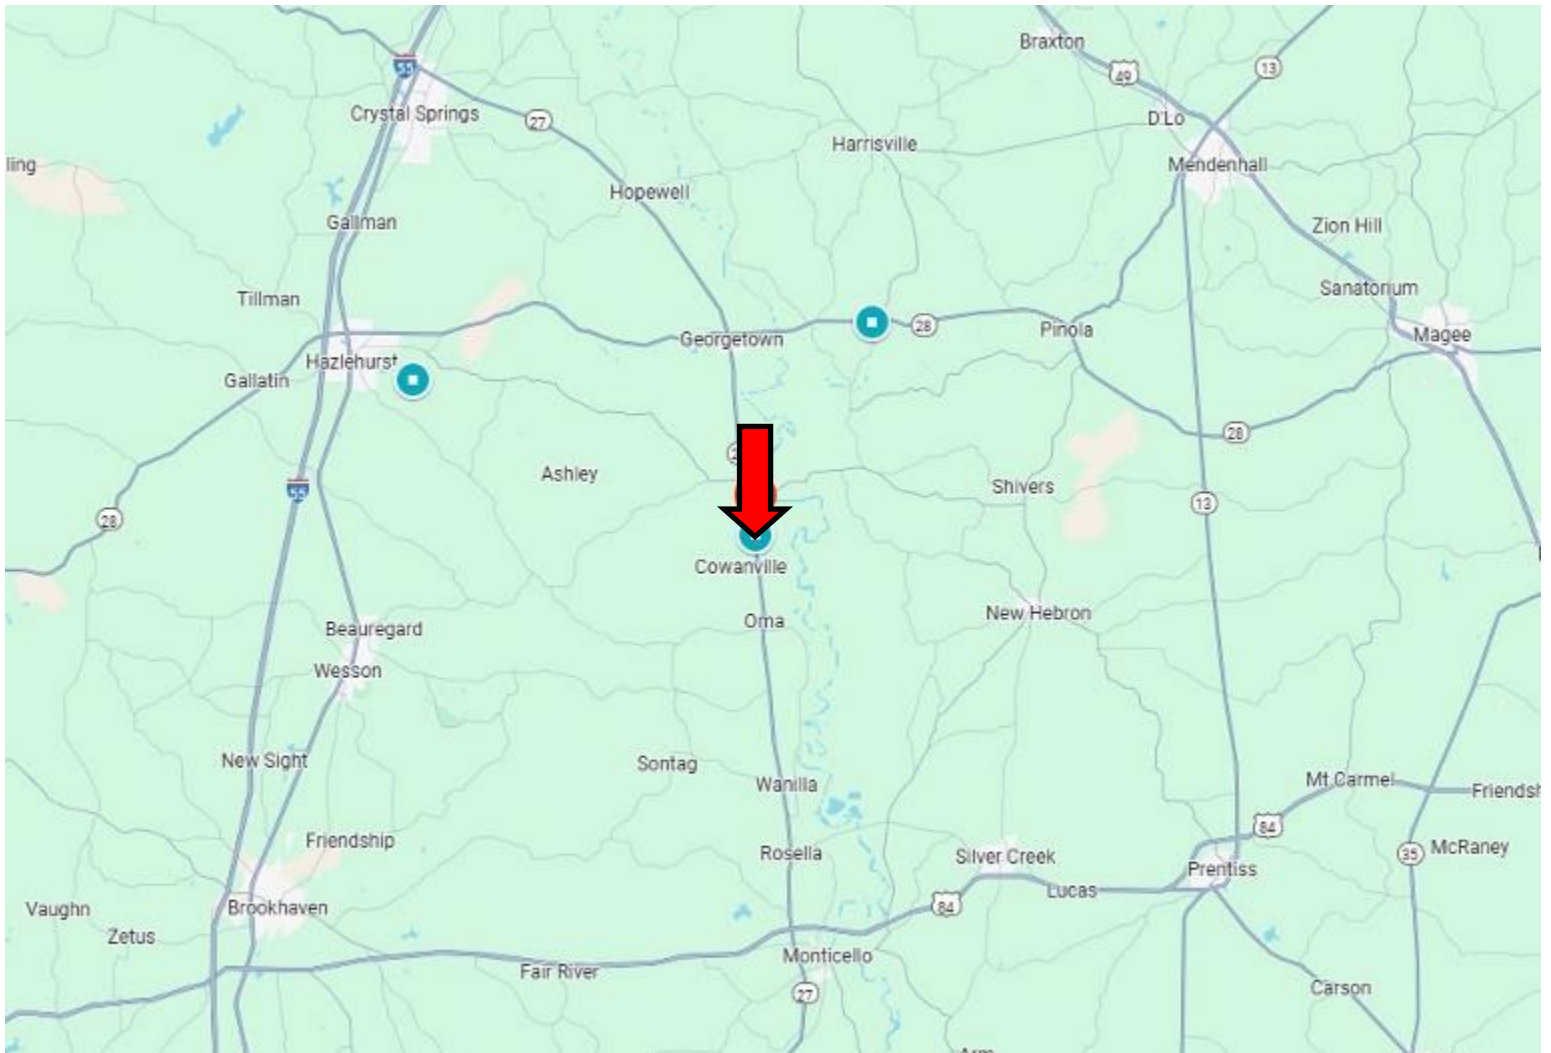 Braxton
55
49
13
Crystal Springs
27
D'Lo
Harrisville
ling
Mendenhall
Hopewell
Gallman
Zion Hill
Tillman
Sanatorium
Georgetown
28
Pinola
Magee
Hazlehurst
Gallatin
28
Ashley
55
Shivers
13
28
Cowanville
Oma
New Hebron
Beauregard
Wesson
New Sight
Sontag
Wanilla
Mt Carmel
Friendsh
84
Friendship
Rosella
Silver Creek
35
McRaney
Prentiss
Lucas
Vaughn
Brookhaven
84
Zetus
Monticello
Fair River
27
Carson